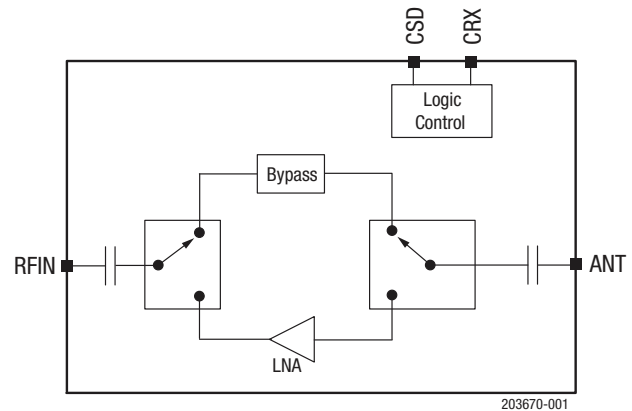 CSD
CRX
Logic
Control
Bypass
RFIN
ANT
LNA
203670-001